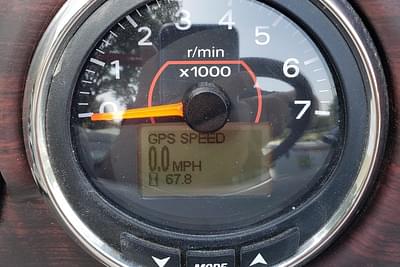 0
1
2
3
4
5
6
7
r/min
x1000
GPS SPEED
0.0 MPH
67.8
MODE